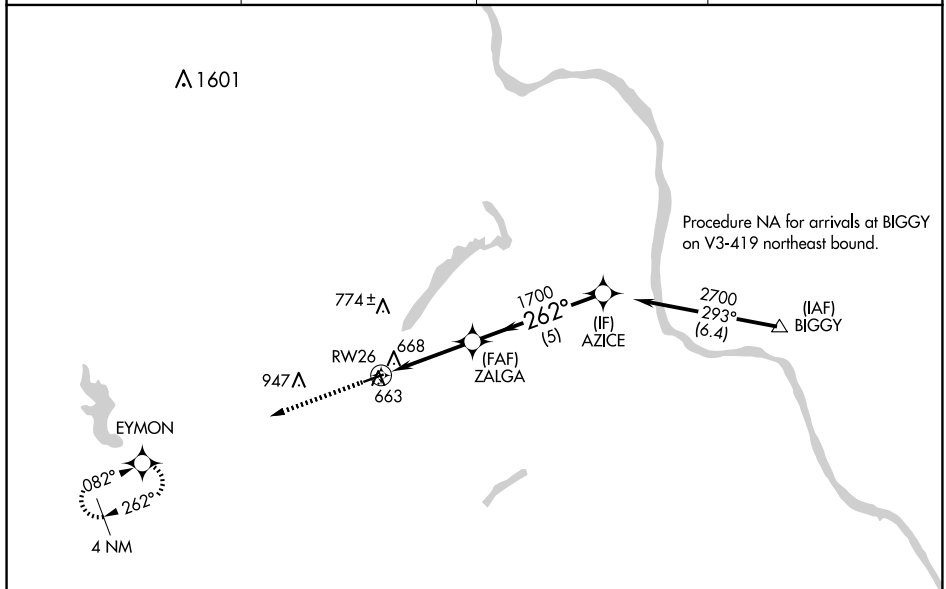 1601
Procedure NA for arrivals at BIGGY
on V3-419 northeast bound.
774±
1700
262°
(5)
(IF)
AZICE
2700
293°
(6.4)
(IAF)
BIGGY
RW26
668
(FAF)
ZALGA
947
663
EYMON
082°
262°
4 NM